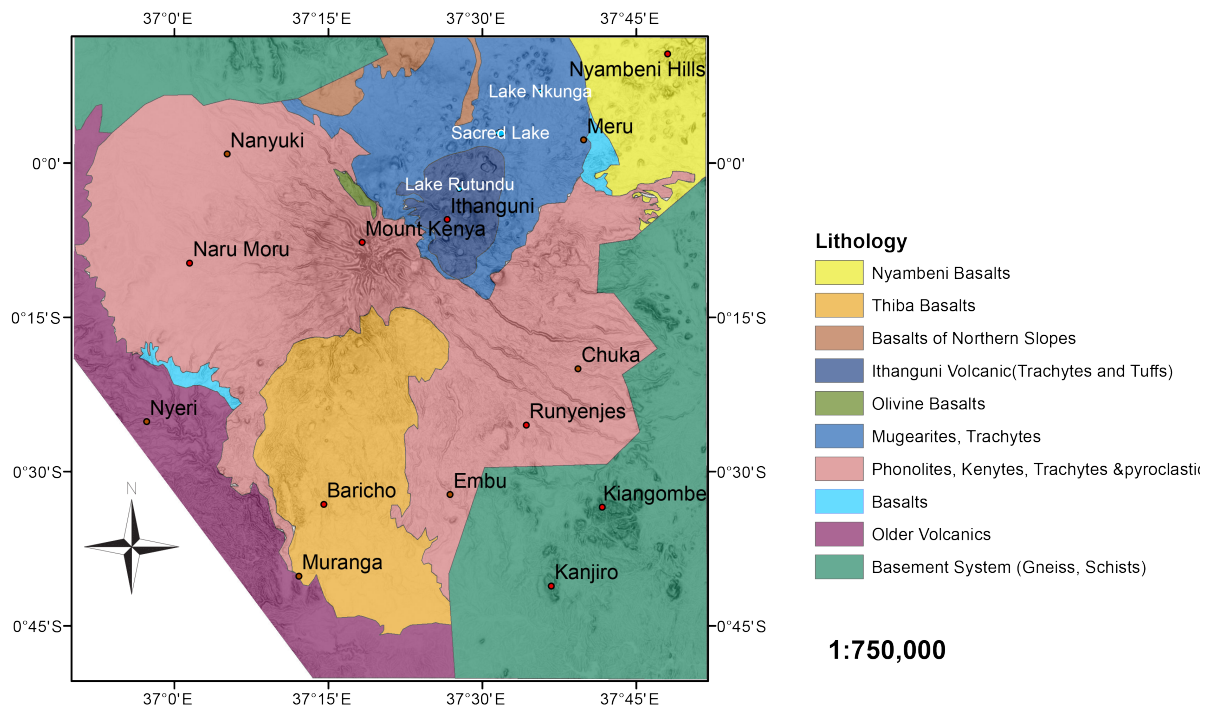 37°0'E 37°15'E 37°30'E 37°45'E
Nyambeni Hills
Lake Nkunga
Sacred Lake
Meru
Nanyuki
0°0' 0°0'
Lake Rutundu
Ithanguni
Mount Kenya
Naru Moru
0°15'S 0°15'S
Chuka
Nyeri
Runyenjes
0°30'S 0°30'S
Baricho
Embu
Kiangombe
N
Muranga
Kanjiro
0°45'S 0°45'S
37°0'E 37°15'E 37°30'E 37°45'E
Lithology
Nyambeni Basalts
Thiba Basalts
Basalts of Northern Slopes
Ithanguni Volcanic(Trachytes and Tuffs)
Olivine Basalts
Mugearites, Trachytes
Phonolites, Kenytes, Trachytes &pyroclastic
Basalts
Older Volcanics
Basement System (Gneiss, Schists)
1:750,000